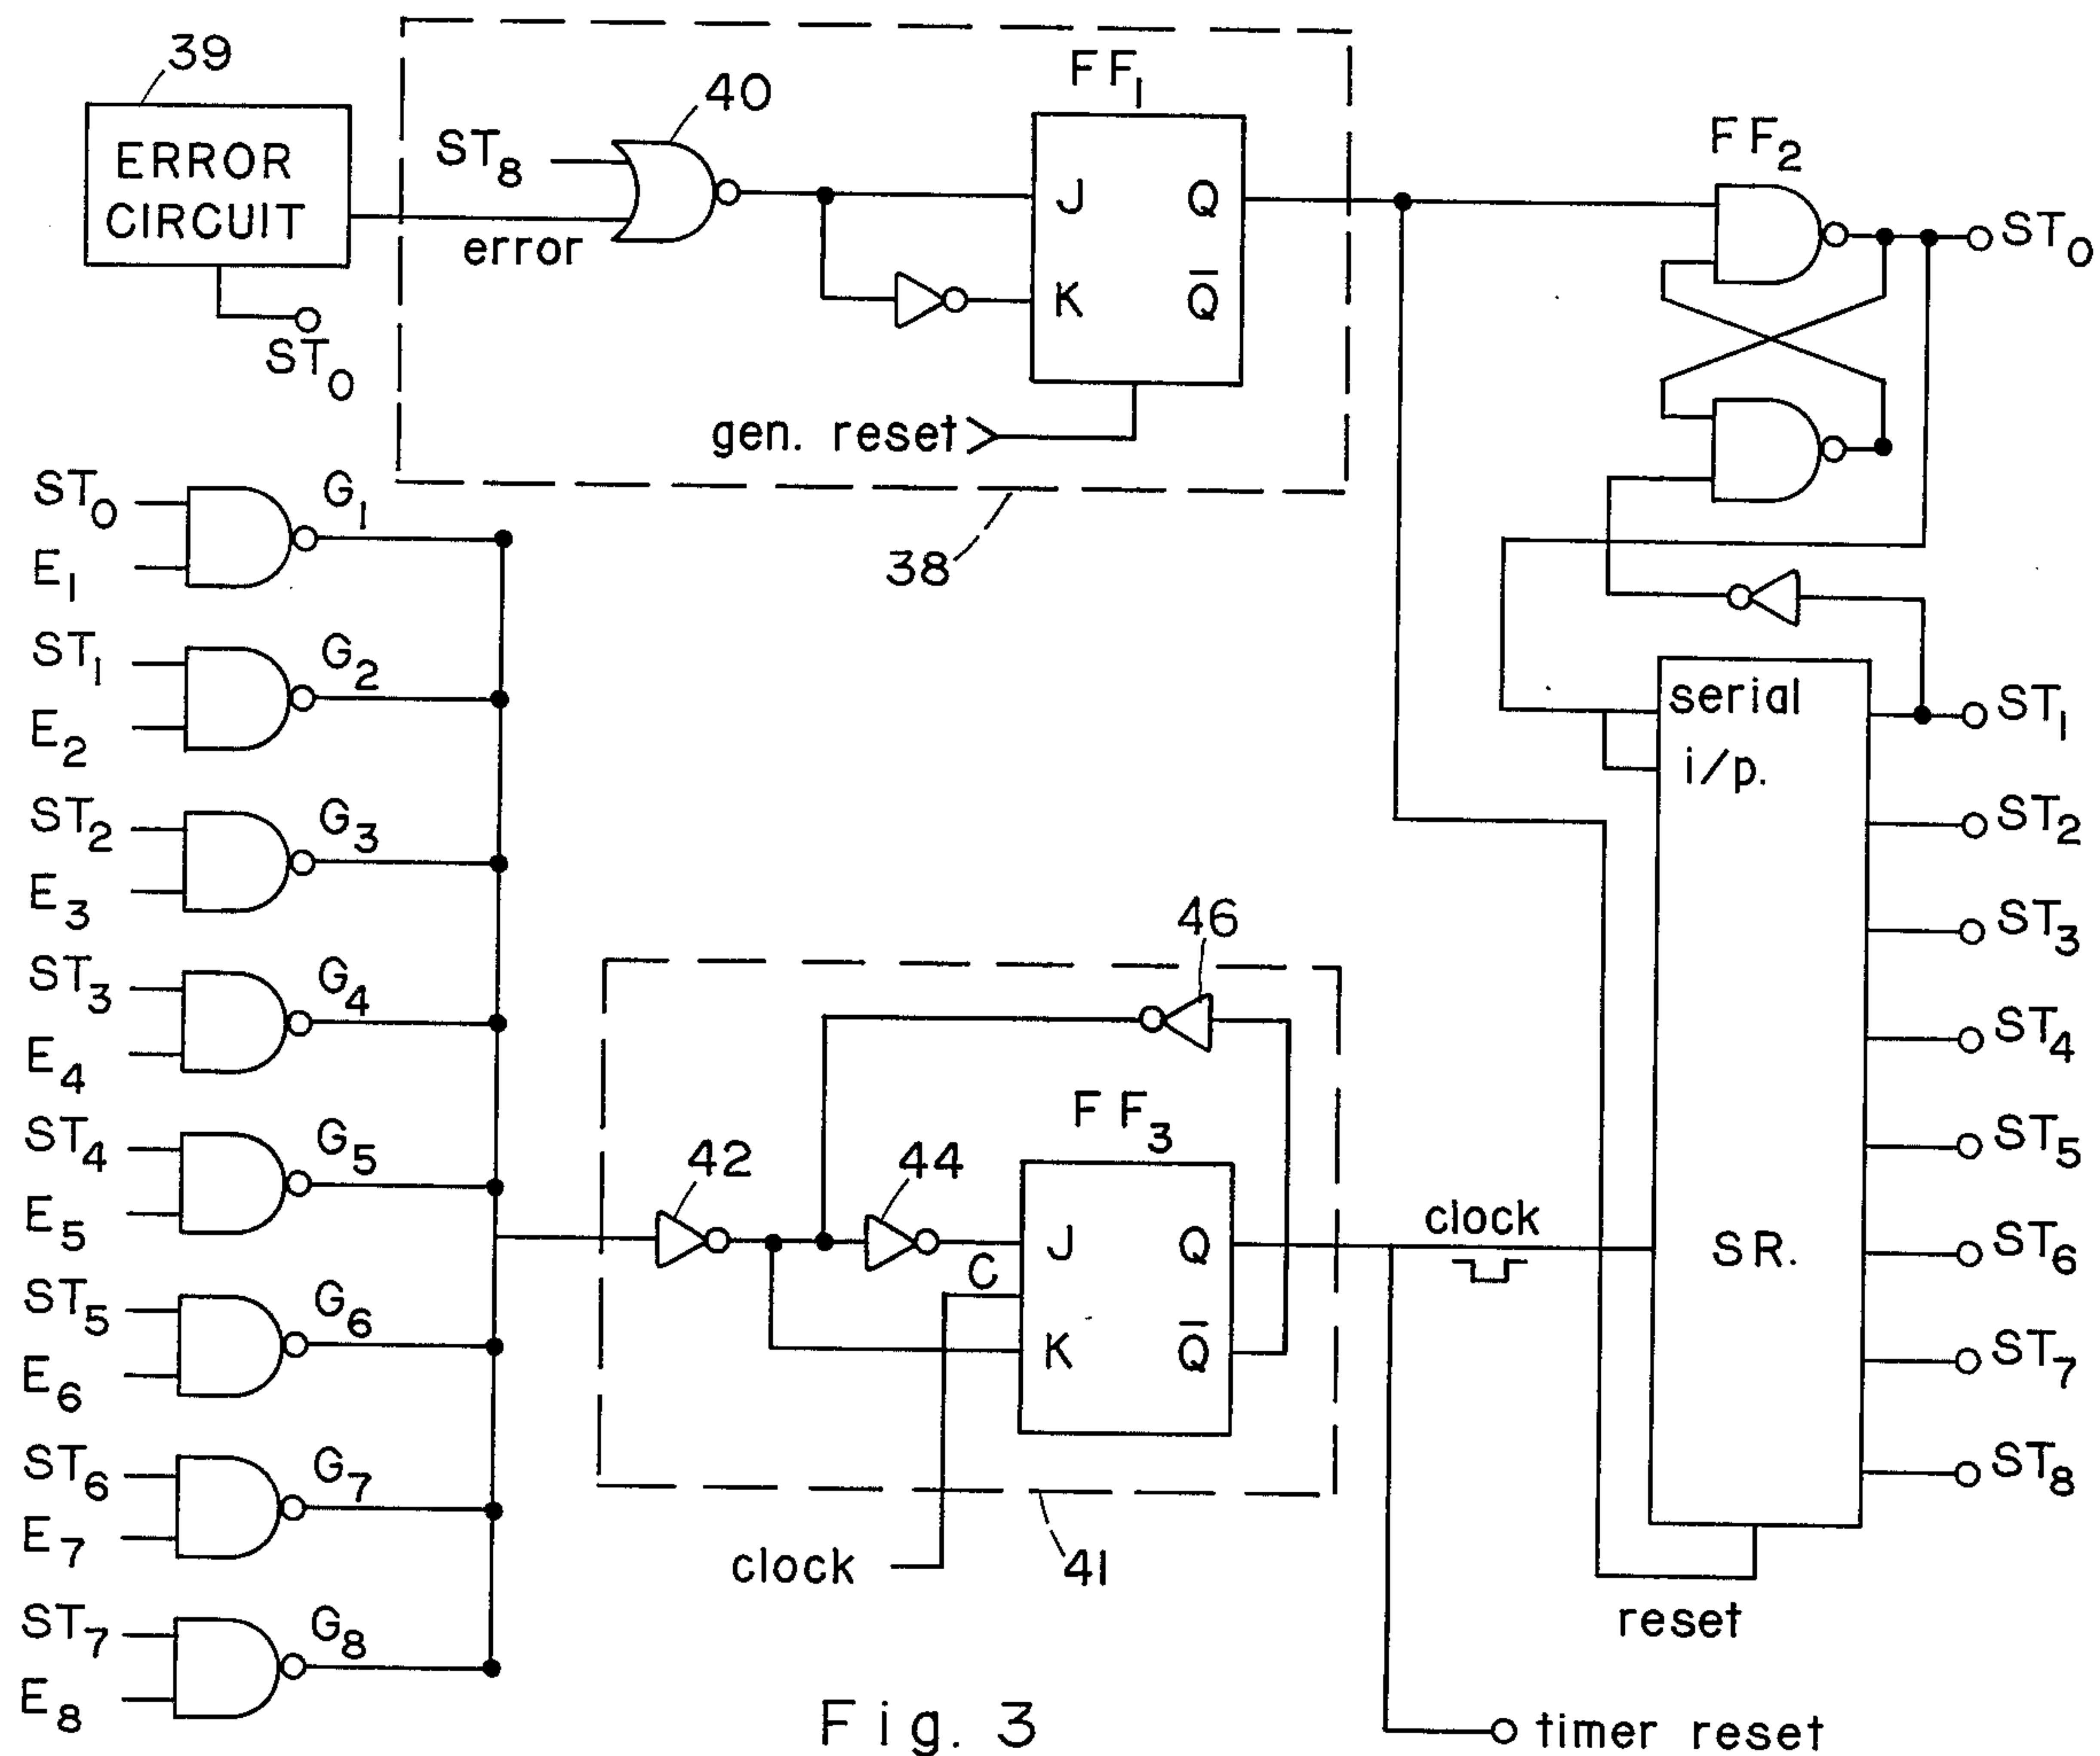 39
ERROR
CIRCUIT
ST0
ST8
error
40
FF1
J
Q
K
Q̅
gen. reset
38
FF2
ST0
ST0
E1
G1
ST1
E2
G2
ST2
E3
G3
ST3
E4
G4
ST4
E5
G5
ST5
E6
G6
ST6
E7
G7
ST7
E8
G8
42
44
46
FF3
J
Q
C
K
Q̅
clock
41
clock
serial
i/p.
SR.
reset
timer reset
ST1
ST2
ST3
ST4
ST5
ST6
ST7
ST8
Fig. 3